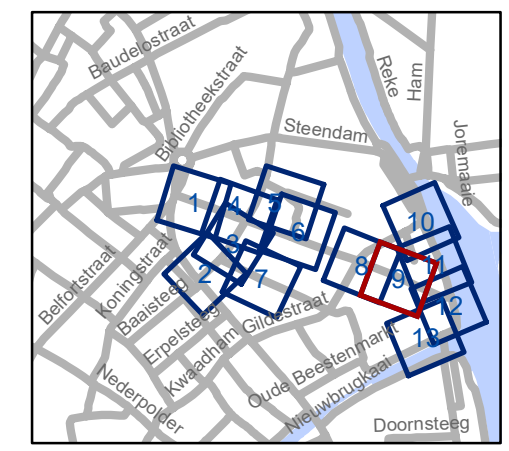 Baudelostraat
Bibliotheekstraat
Reke
Ham
Steendam
Joremaaie
1
4
5
6
3
2
7
8
9
10
11
12
13
Belfortstraat
Koningstraat
Baaisteeg
Erpelsteeg
Kwaadham
Gildestraat
Oude Beestenmarkt
Nieuwbrugkaai
Nederpolder
Doornsteeg